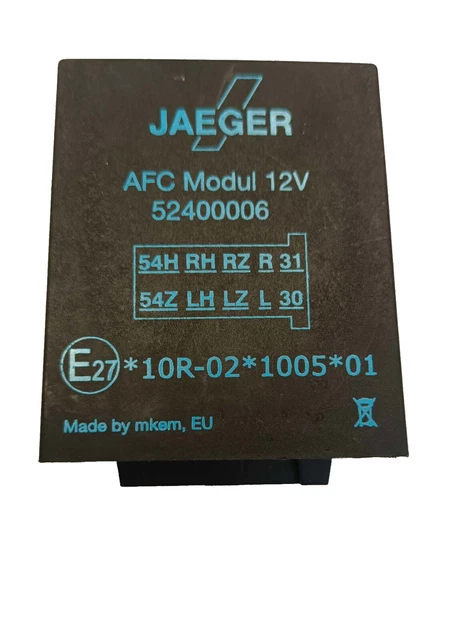 JAEGER
AFC Modul 12V
52400006
54H RH RZ R 31
54Z LH LZ L 30
E27 *10R-02*1005*01
Made by mkem, EU